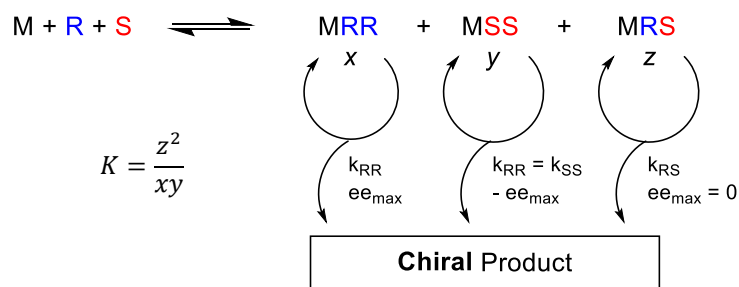 M + R + S MRR + MSS + MRS
x y z
K = z²/xy
k_RR k_RR = k_SS k_RS
ee_max - ee_max ee_max = 0
Chiral Product